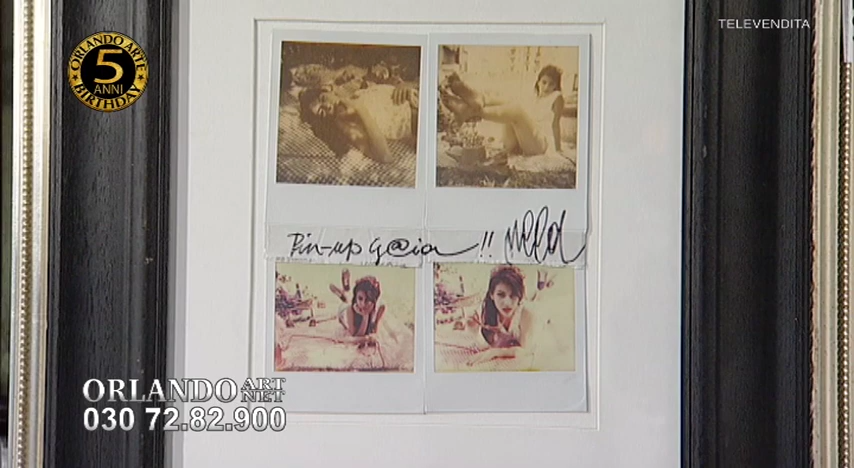 TELEVENDITA
ORLANDO ARTE
5
ANNI
BIRTHDAY
Pin-up G@ia !!
ORLANDO ART NET
030 72.82.900